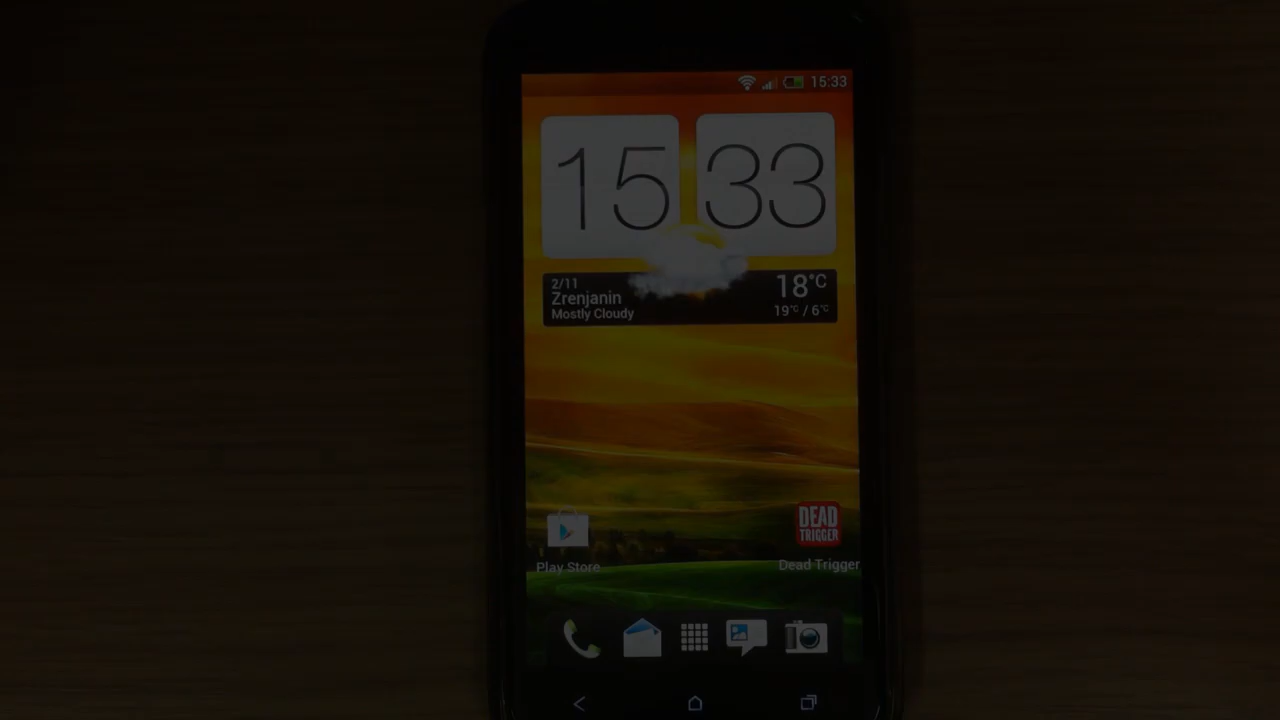 15:33
15 33
2/11
Zrenjanin
Mostly Cloudy
18°C
19°C / 6°C
DEAD
TRIGGER
Play Store
Dead Trigger